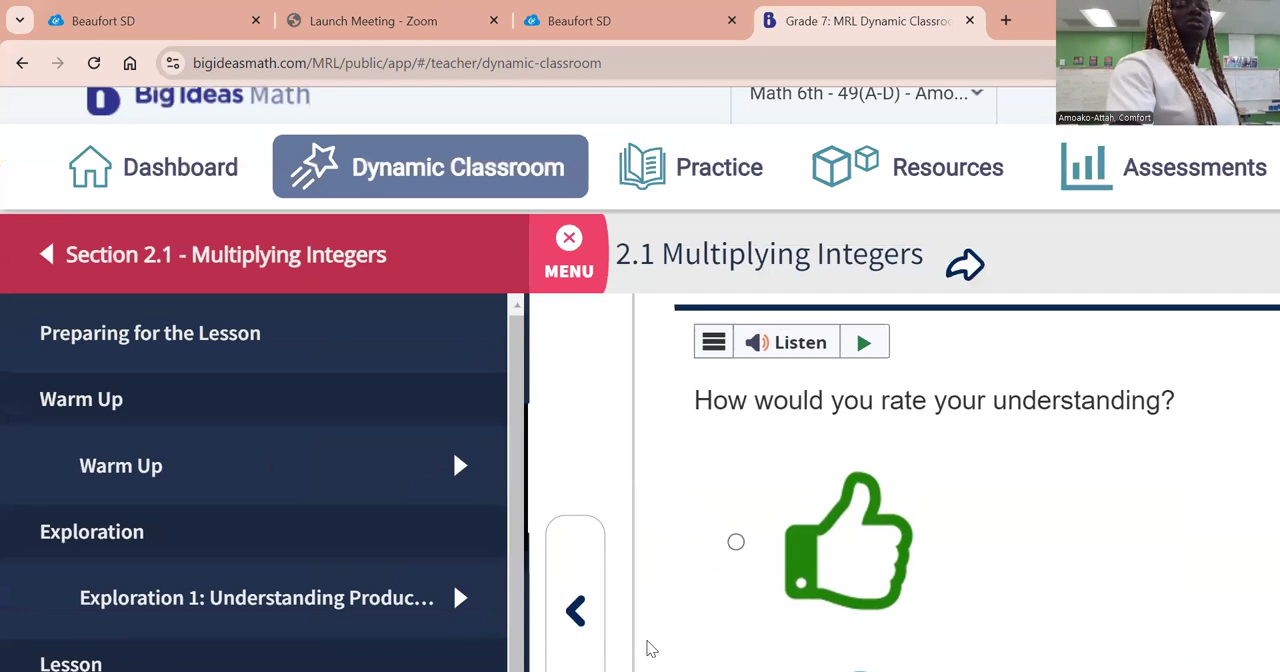 Beaufort SD
Launch Meeting - Zoom
Beaufort SD
Grade 7: MRL Dynamic Classroo
bigideasmath.com/MRL/public/app/#/teacher/dynamic-classroom
Amoako-Attah, Comfort
Big Ideas Math
Math 6th - 49(A-D) - Amo...
Dashboard
Dynamic Classroom
Practice
Resources
Assessments
Section 2.1 - Multiplying Integers
MENU
2.1 Multiplying Integers
Preparing for the Lesson
Listen
Warm Up
How would you rate your understanding?
Warm Up
Exploration
Exploration 1: Understanding Produc...
Lesson